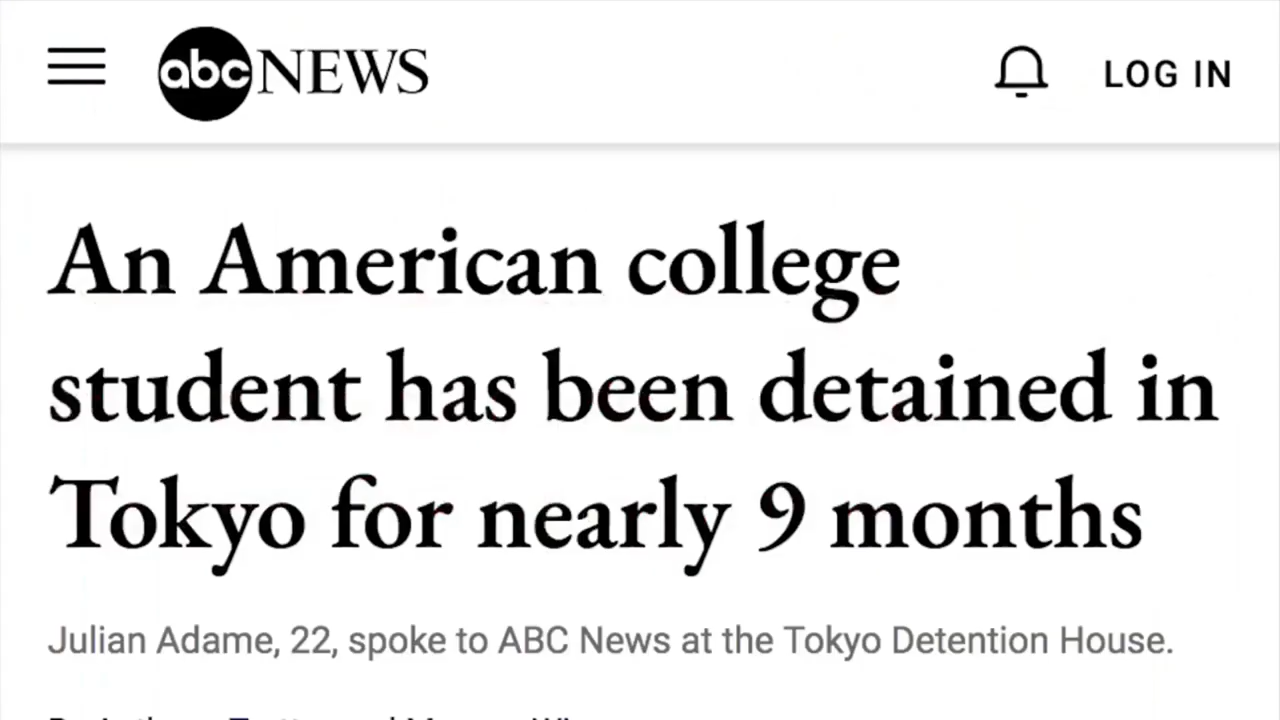 abc NEWS
LOG IN
An American college
student has been detained in
Tokyo for nearly 9 months
Julian Adame, 22, spoke to ABC News at the Tokyo Detention House.